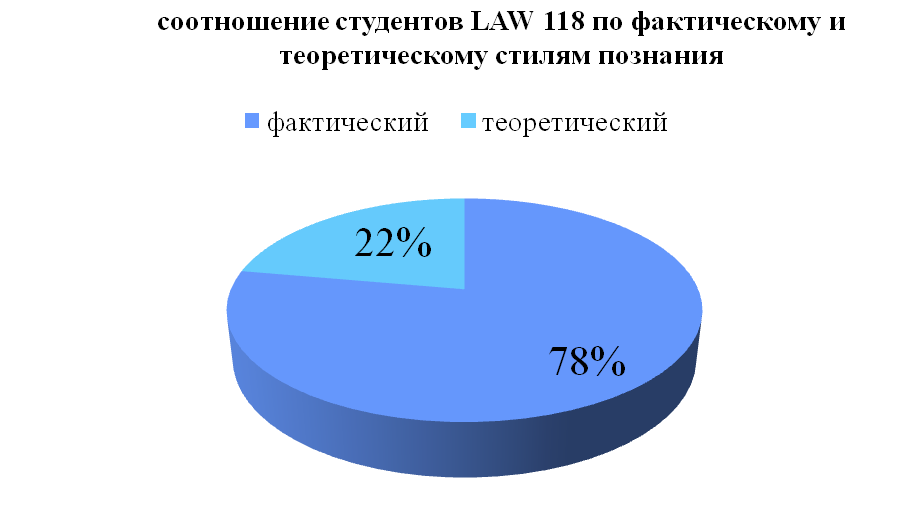 соотношение студентов LAW 118 по фактическому и
теоретическому стилям познания
фактический теоретический
22%
78%